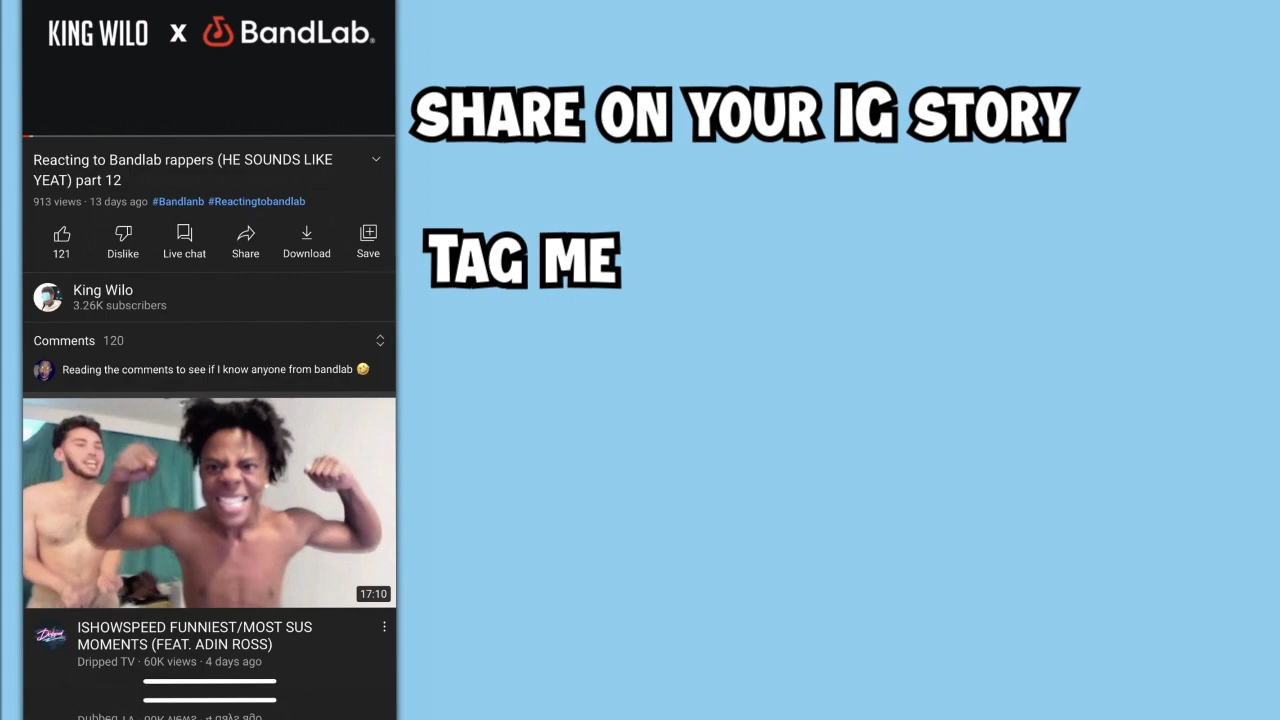 KING WILO X BandLab®
SHARE ON YOUR IG STORY
Reacting to Bandlab rappers (HE SOUNDS LIKE
YEAT) part 12
913 views · 13 days ago #Bandlanb #Reactingtobandlab
121 Dislike Live chat Share Download Save
TAG ME
King Wilo
3.26K subscribers
Comments 120
Reading the comments to see if I know anyone from bandlab 🤣
17:10
ISHOWSPEED FUNNIEST/MOST SUS
MOMENTS (FEAT. ADIN ROSS)
Dripped TV · 60K views · 4 days ago